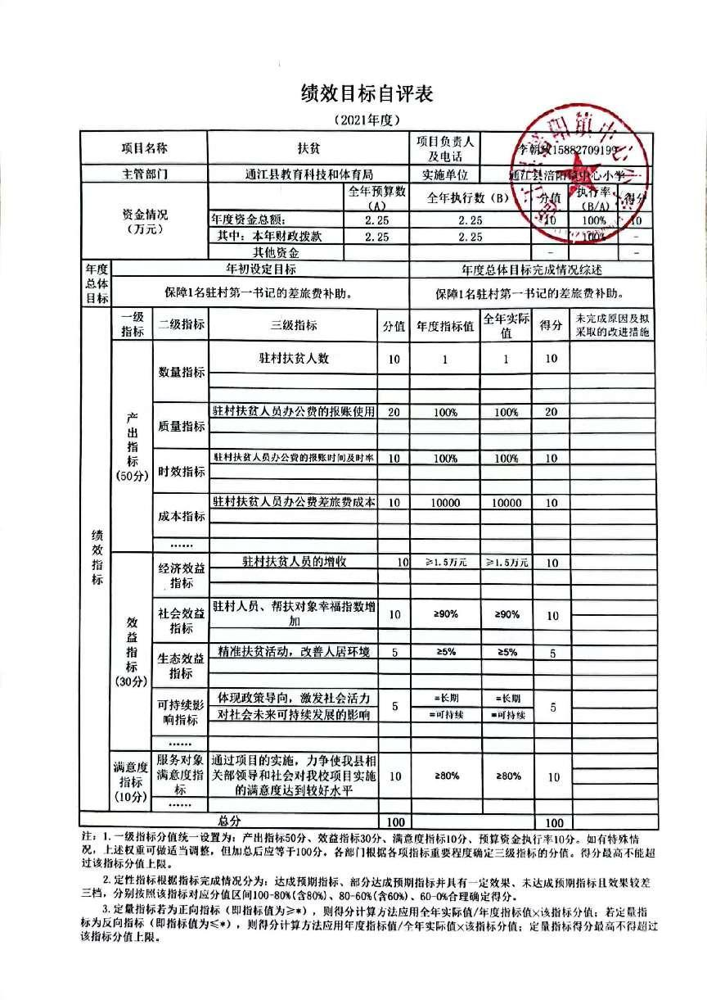 绩效目标自评表
（2021年度）
项目名称 扶贫 项目负责人及电话 李朝政15882709199
主管部门 通江县教育科技和体育局 实施单位 通江县涪阳镇中心小学
资金情况（万元） 全年预算数（A） 全年执行数（B） 分值 执行率（B/A） 得分
年度资金总额： 2.25 2.25 10 100% 10
其中：本年财政拨款 2.25 2.25 100% -
其他资金 - -
年度总体目标 年初设定目标 年度总体目标完成情况综述
保障1名驻村第一书记的差旅费补助。 保障1名驻村第一书记的差旅费补助。
绩效指标 一级指标 二级指标 三级指标 分值 年度指标值 全年实际值 得分 未完成原因及拟采取的改进措施
产出指标(50分) 数量指标 驻村扶贫人数 10 1 1 10
质量指标 驻村扶贫人员办公费的报账使用 20 100% 100% 20
时效指标 驻村扶贫人员办公费的报账时间及时率 10 100% 100% 10
成本指标 驻村扶贫人员办公费差旅费成本 10 10000 10000 10
……
效益指标(30分) 经济效益指标 驻村扶贫人员的增收 10 ≥1.5万元 ≥1.5万元 10
社会效益指标 驻村人员、帮扶对象幸福指数增加 10 ≥90% ≥90% 10
生态效益指标 精准扶贫活动，改善人居环境 5 ≥5% ≥5% 5
可持续影响指标 体现政策导向，激发社会活力 5 =长期 =长期 5
对社会未来可持续发展的影响 =可持续 =可持续
……
满意度指标(10分) 服务对象满意度指标 通过项目的实施，力争使我县相关部领导和社会对我校项目实施的满意度达到较好水平 10 ≥80% ≥80% 10
……
总分 100 100
注：1.一级指标分值统一设置为：产出指标50分、效益指标30分、满意度指标10分、预算资金执行率10分。如有特殊情
况，上述权重可做适当调整，但加总后应等于100分。各部门根据各项指标重要程度确定三级指标的分值。得分最高不能超
过该指标分值上限。
2.定性指标根据指标完成情况分为：达成预期指标、部分达成预期指标并具有一定效果、未达成预期指标且效果较差
三档，分别按照该指标对应分值区间100-80%(含80%)、80-60%(含60%)、60-0%合理确定得分。
3.定量指标若为正向指标（即指标值为≥*），则得分计算方法应用全年实际值/年度指标值×该指标分值；若定量指
标为反向指标（即指标值为≤*），则得分计算方法应用年度指标值/全年实际值×该指标分值；定量指标得分最高不得超过
该指标分值上限。